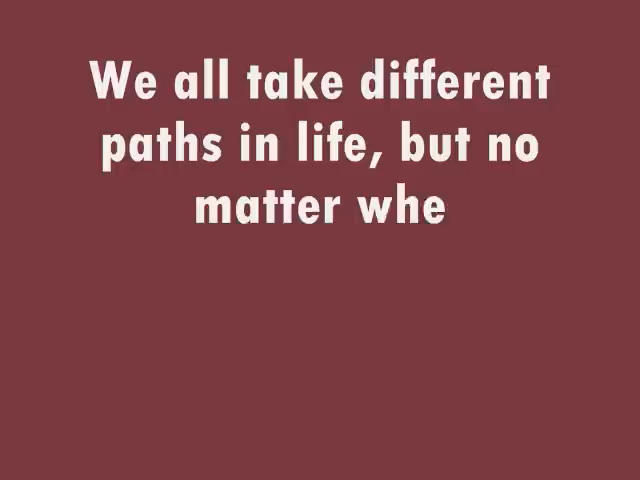 We all take different
paths in life, but no
matter whe